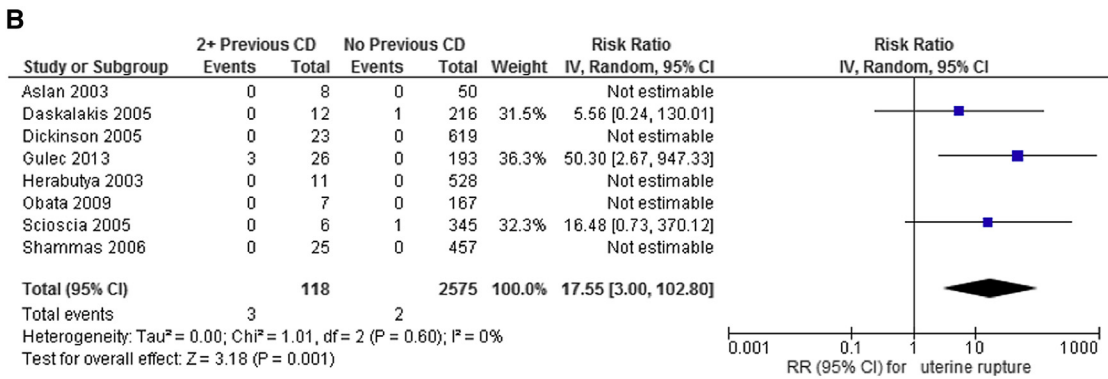 B
2+ Previous CD No Previous CD Risk Ratio Risk Ratio
Study or Subgroup Events Total Events Total Weight IV, Random, 95% CI IV, Random, 95% CI
Aslan 2003 0 8 0 50 Not estimable
Daskalakis 2005 0 12 1 216 31.5% 5.56 [0.24, 130.01]
Dickinson 2005 0 23 0 619 Not estimable
Gulec 2013 3 26 0 193 36.3% 50.30 [2.67, 947.33]
Herabutya 2003 0 11 0 528 Not estimable
Obata 2009 0 7 0 167 Not estimable
Scioscia 2005 0 6 1 345 32.3% 16.48 [0.73, 370.12]
Shammas 2006 0 25 0 457 Not estimable
Total (95% CI) 118 2575 100.0% 17.55 [3.00, 102.80]
Total events 3 2
Heterogeneity: Tau² = 0.00; Chi² = 1.01, df = 2 (P = 0.60); I² = 0%
Test for overall effect: Z = 3.18 (P = 0.001)
0.001 0.1 1 10 1000
RR (95% CI) for uterine rupture